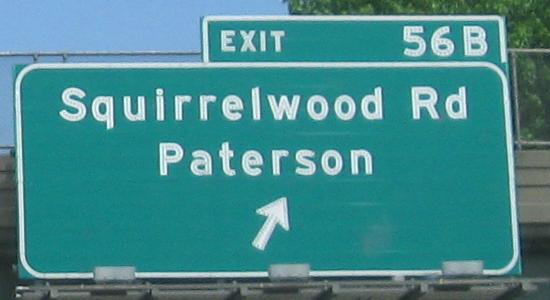 EXIT 56B
Squirrelwood Rd
Paterson